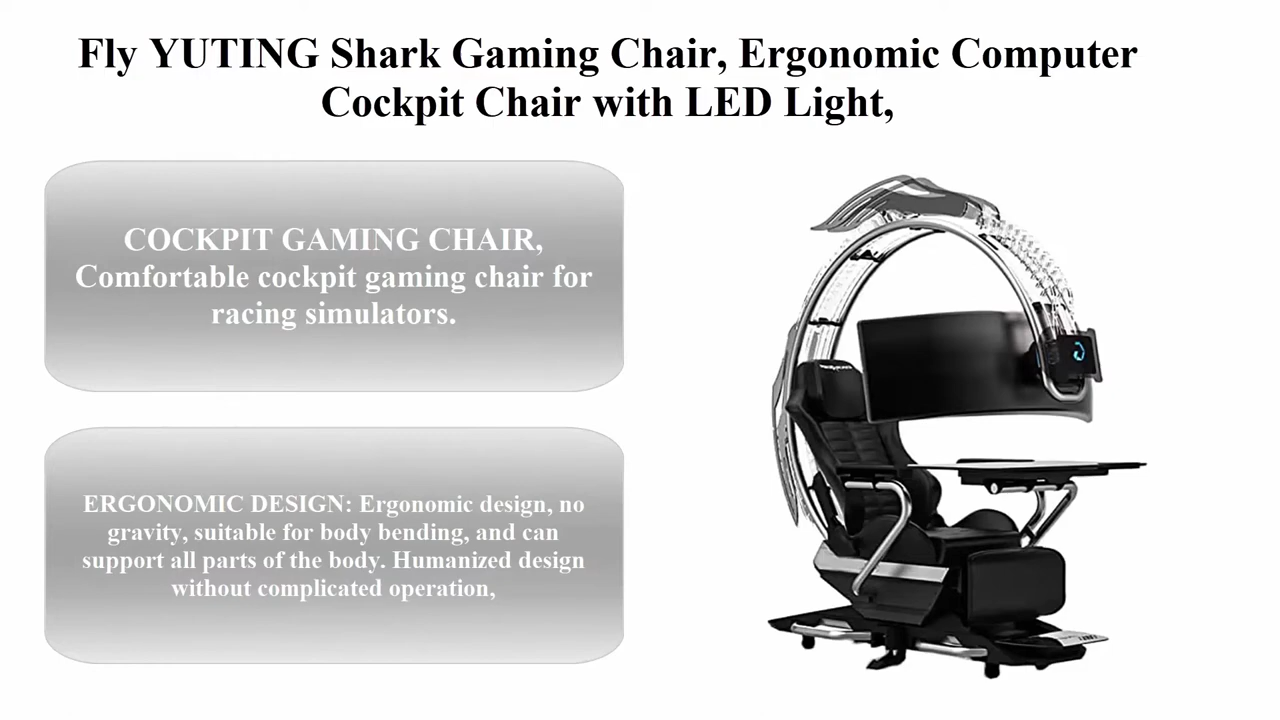 Fly YUTING Shark Gaming Chair, Ergonomic Computer
Cockpit Chair with LED Light,
COCKPIT GAMING CHAIR,
Comfortable cockpit gaming chair for
racing simulators.
ERGONOMIC DESIGN: Ergonomic design, no
gravity, suitable for body bending, and can
support all parts of the body. Humanized design
without complicated operation,